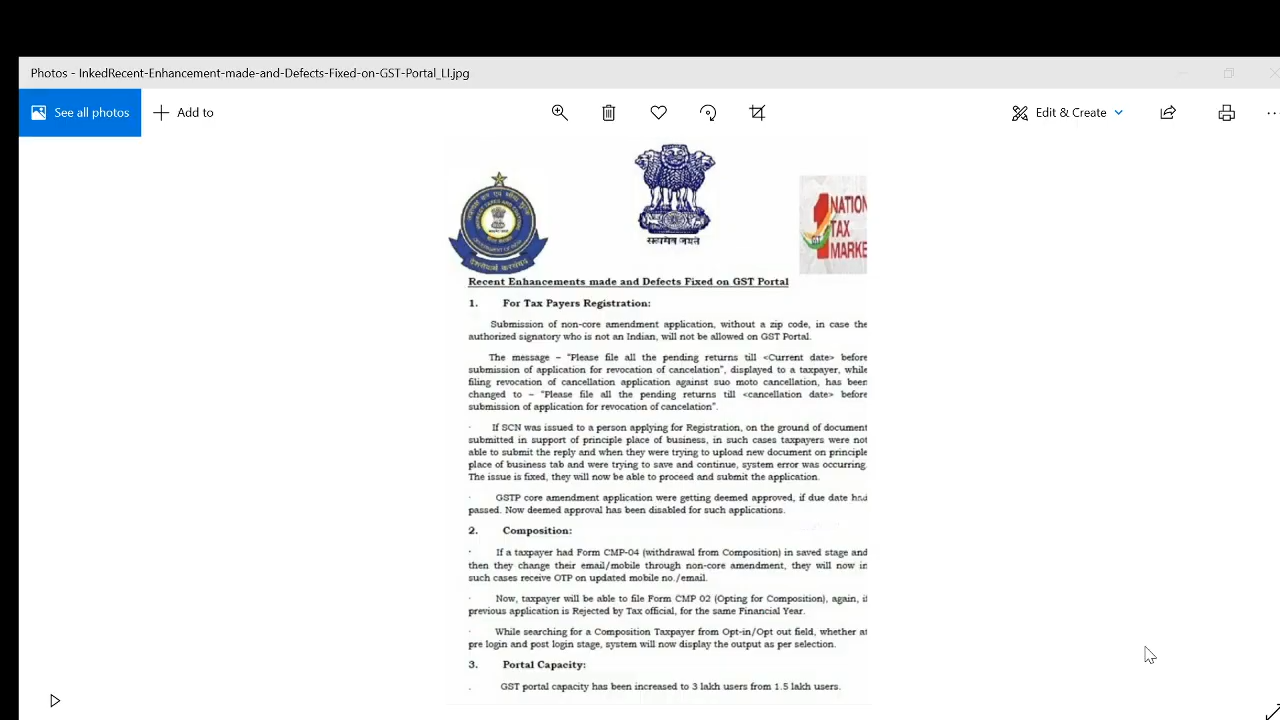 Photos - InkedRecent-Enhancement-made-and-Defects-Fixed-on-GST-Portal_LI.jpg
See all photos
Add to
Edit & Create
सत्यमेव जयते
NATION
TAX
MARKE
Recent Enhancements made and Defects Fixed on GST Portal
1. For Tax Payers Registration:
Submission of non-core amendment application, without a zip code, in case the
authorized signatory who is not an Indian, will not be allowed on GST Portal.
The message – "Please file all the pending returns till <Current date> before
submission of application for revocation of cancelation", displayed to a taxpayer, while
filing revocation of cancellation application against suo moto cancellation, has been
changed to – "Please file all the pending returns till <cancellation date> before
submission of application for revocation of cancelation".
· If SCN was issued to a person applying for Registration, on the ground of document
submitted in support of principle place of business, in such cases taxpayers were not
able to submit the reply and when they were trying to upload new document on principle
place of business tab and were trying to save and continue, system error was occurring.
The issue is fixed, they will now be able to proceed and submit the application.
· GSTP core amendment application were getting deemed approved, if due date had
passed. Now deemed approval has been disabled for such applications.
2. Composition:
· If a taxpayer had Form CMP-04 (withdrawal from Composition) in saved stage and
then they change their email/mobile through non-core amendment, they will now in
such cases receive OTP on updated mobile no./email.
· Now, taxpayer will be able to file Form CMP 02 (Opting for Composition), again, if
previous application is Rejected by Tax official, for the same Financial Year.
· While searching for a Composition Taxpayer from Opt-in/Opt out field, whether at
pre login and post login stage, system will now display the output as per selection.
3. Portal Capacity:
. GST portal capacity has been increased to 3 lakh users from 1.5 lakh users.